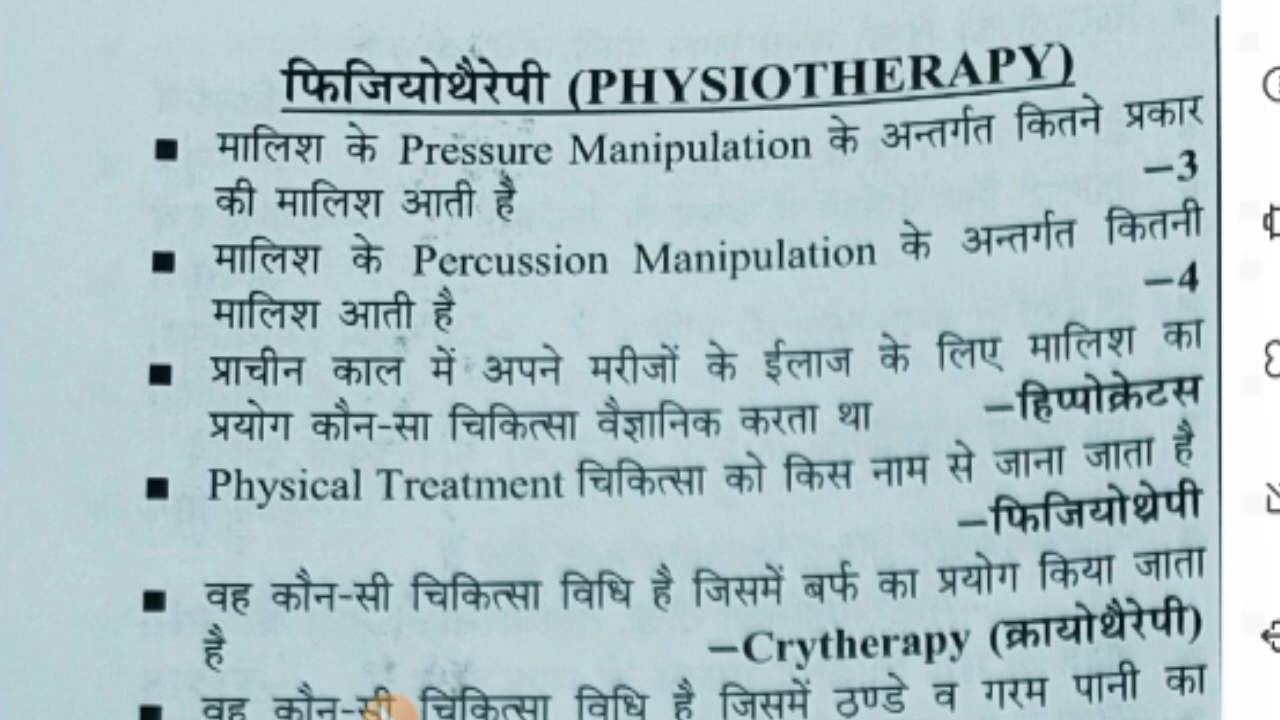 फिजियोथैरेपी (PHYSIOTHERAPY)
■ मालिश के Pressure Manipulation के अन्तर्गत कितने प्रकार
की मालिश आती है –3
■ मालिश के Percussion Manipulation के अन्तर्गत कितनी
मालिश आती है –4
■ प्राचीन काल में अपने मरीजों के ईलाज के लिए मालिश का
प्रयोग कौन-सा चिकित्सा वैज्ञानिक करता था –हिप्पोक्रेटस
■ Physical Treatment चिकित्सा को किस नाम से जाना जाता है
–फिजियोथ्रेपी
■ वह कौन-सी चिकित्सा विधि है जिसमें बर्फ का प्रयोग किया जाता
है –Crytherapy (क्रायोथैरेपी)
■ वह कौन-सी चिकित्सा विधि है जिसमें ठण्डे व गरम पानी का